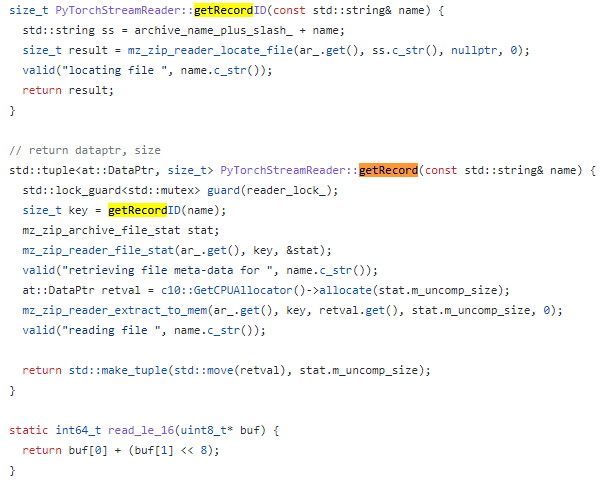 size_t PyTorchStreamReader::getRecordID(const std::string& name) {
  std::string ss = archive_name_plus_slash_ + name;
  size_t result = mz_zip_reader_locate_file(ar_.get(), ss.c_str(), nullptr, 0);
  valid("locating file ", name.c_str());
  return result;
}

// return dataptr, size
std::tuple<at::DataPtr, size_t> PyTorchStreamReader::getRecord(const std::string& name) {
  std::lock_guard<std::mutex> guard(reader_lock_);
  size_t key = getRecordID(name);
  mz_zip_archive_file_stat stat;
  mz_zip_reader_file_stat(ar_.get(), key, &stat);
  valid("retrieving file meta-data for ", name.c_str());
  at::DataPtr retval = c10::GetCPUAllocator()->allocate(stat.m_uncomp_size);
  mz_zip_reader_extract_to_mem(ar_.get(), key, retval.get(), stat.m_uncomp_size, 0);
  valid("reading file ", name.c_str());

  return std::make_tuple(std::move(retval), stat.m_uncomp_size);
}

static int64_t read_le_16(uint8_t* buf) {
  return buf[0] + (buf[1] << 8);
}